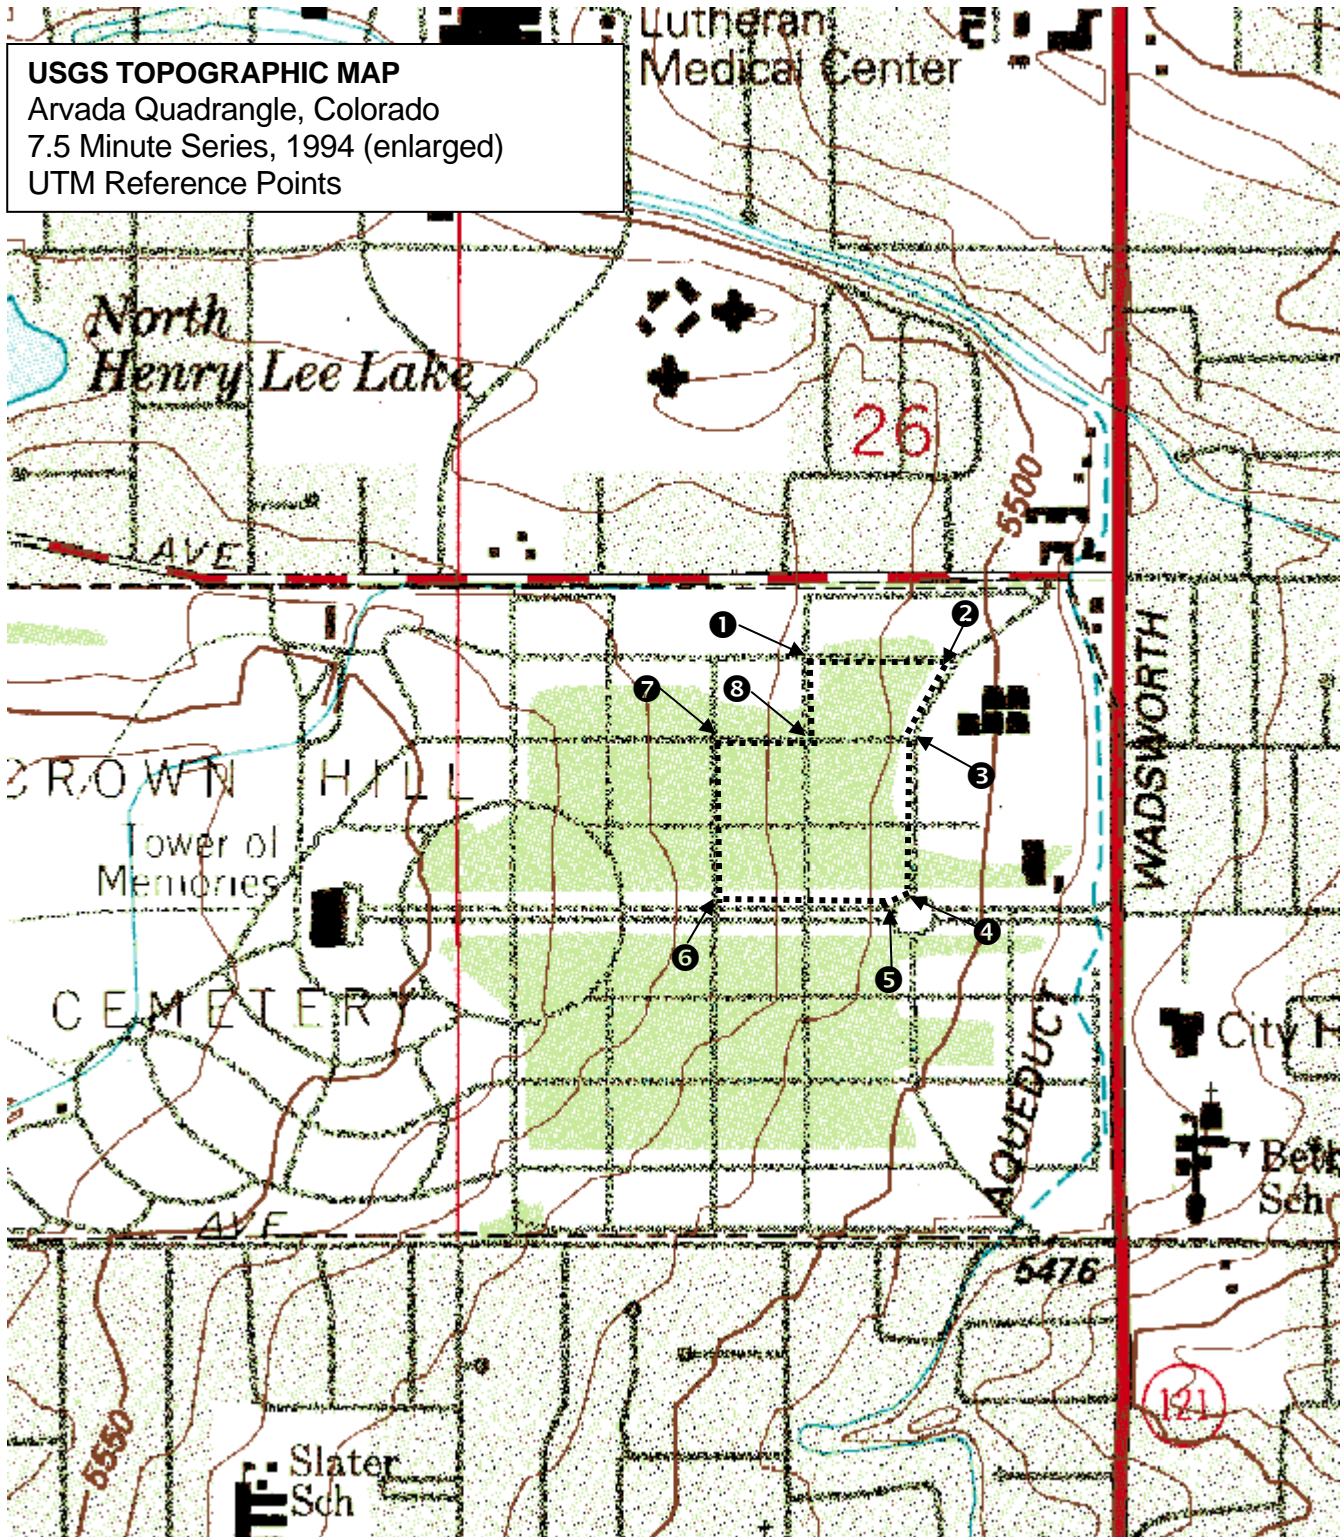 Lutheran
Medical Center
USGS TOPOGRAPHIC MAP
Arvada Quadrangle, Colorado
7.5 Minute Series, 1994 (enlarged)
UTM Reference Points
North
Henry Lee Lake
26
5500
AVE
1
2
7
8
3
WADSWORTH
CROWN HILL
Tower of
Memories
4
6
5
CEMETERY
AQUEDUCT
City H
Beth
Sch
AVE
5476
121
5550
Slater
Sch